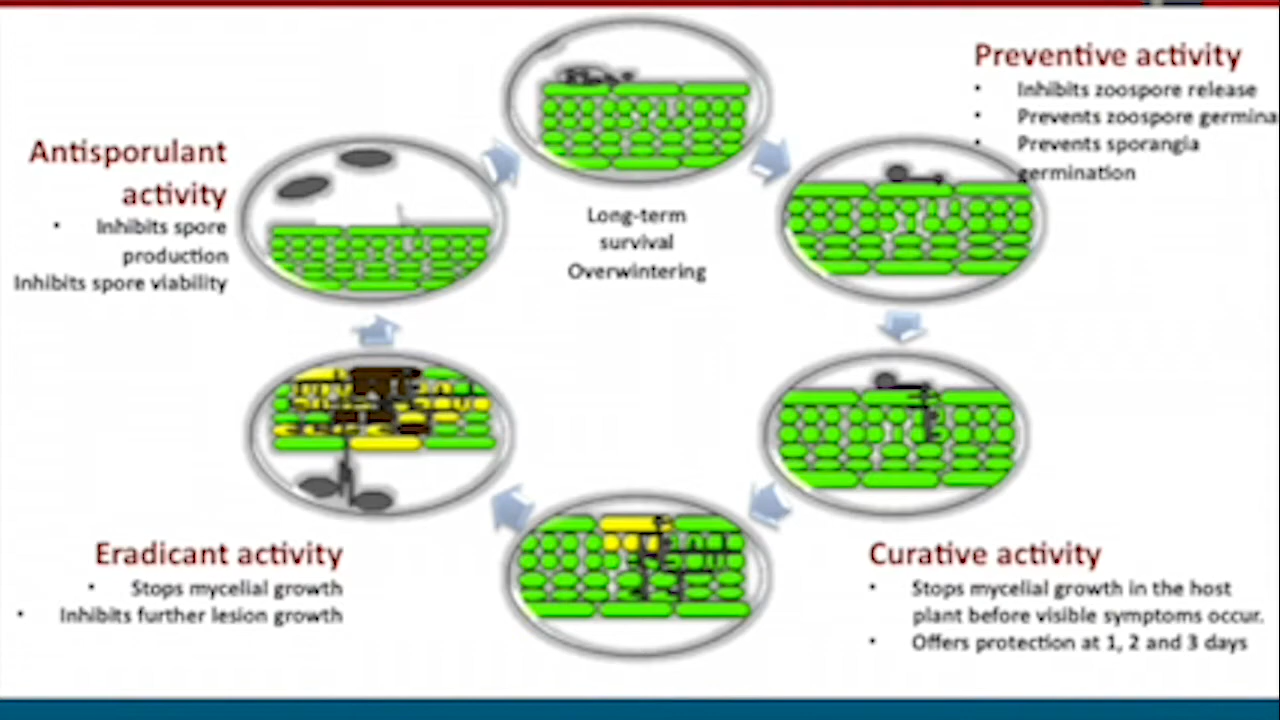 Preventive activity
• Inhibits zoospore release
• Prevents zoospore germina
• Prevents sporangia
germination
Antisporulant
activity
• Inhibits spore
production
Inhibits spore viability
Long-term
survival
Overwintering
Eradicant activity
• Stops mycelial growth
• Inhibits further lesion growth
Curative activity
• Stops mycelial growth in the host
plant before visible symptoms occur.
• Offers protection at 1, 2 and 3 days